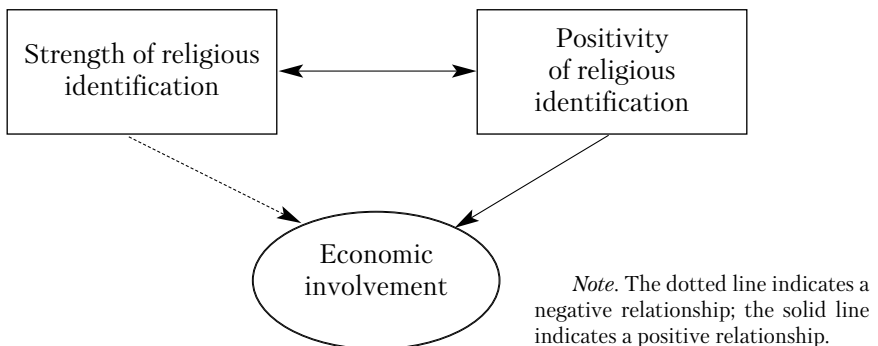 Strength of religious
identification
Positivity
of religious
identification
Economic
involvement
Note. The dotted line indicates a
negative relationship; the solid line
indicates a positive relationship.